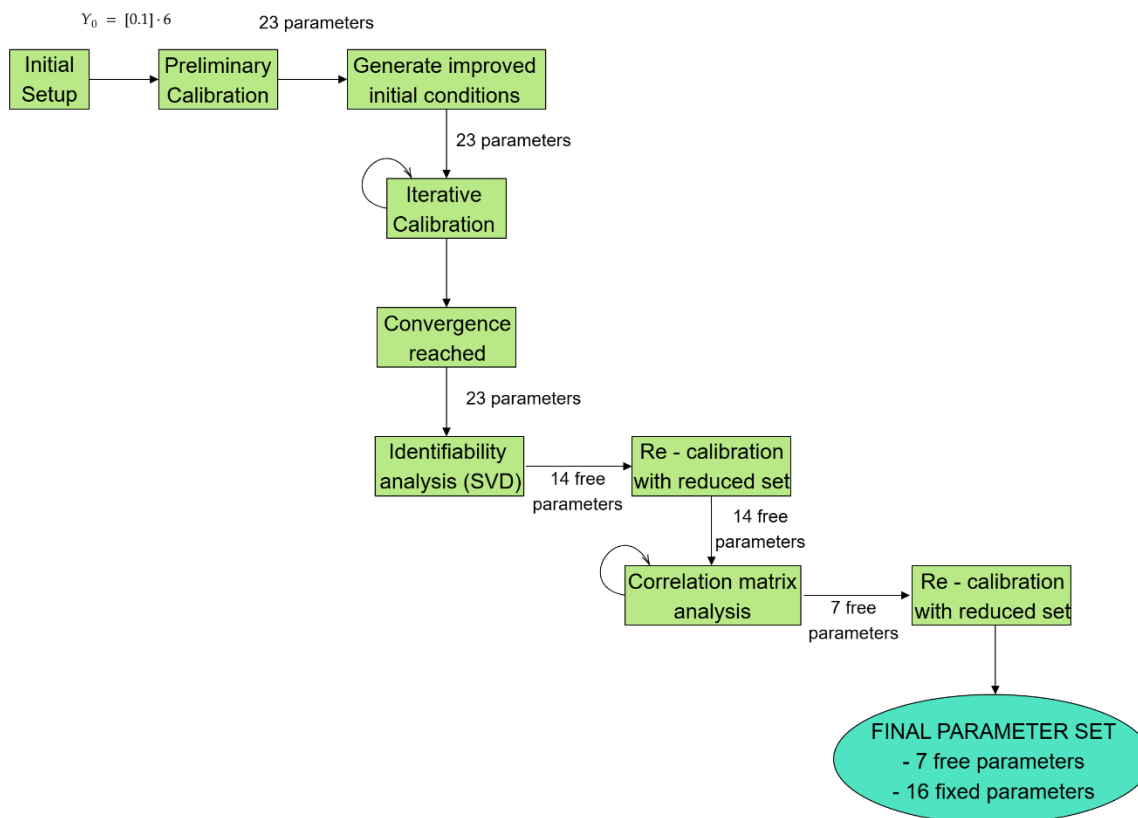 Y₀ = [0.1]·6
23 parameters
Initial
Setup
Preliminary
Calibration
Generate improved
initial conditions
23 parameters
Iterative
Calibration
Convergence
reached
23 parameters
Identifiability
analysis (SVD)
14 free
parameters
Re - calibration
with reduced set
14 free
parameters
Correlation matrix
analysis
7 free
parameters
Re - calibration
with reduced set
FINAL PARAMETER SET
- 7 free parameters
- 16 fixed parameters